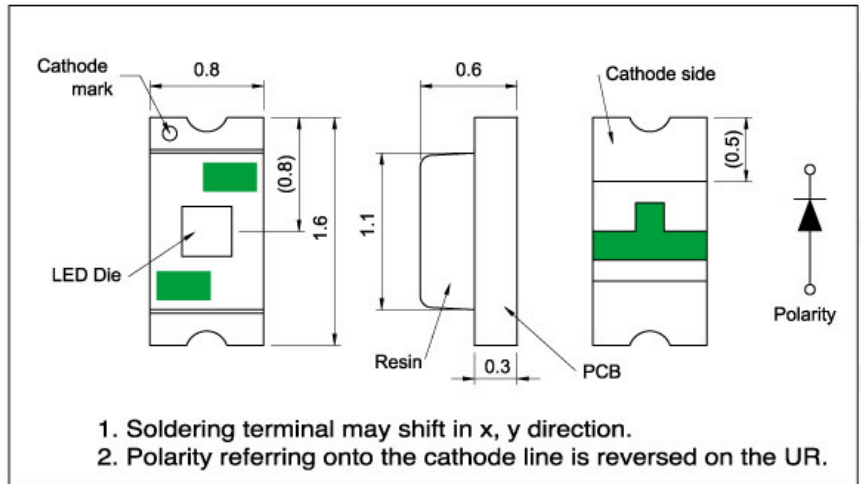 Cathode
mark
0.8
0.6
Cathode side
(0.8)
1.6
1.1
(0.5)
LED Die
Resin
0.3
PCB
Polarity
1. Soldering terminal may shift in x, y direction.
2. Polarity referring onto the cathode line is reversed on the UR.